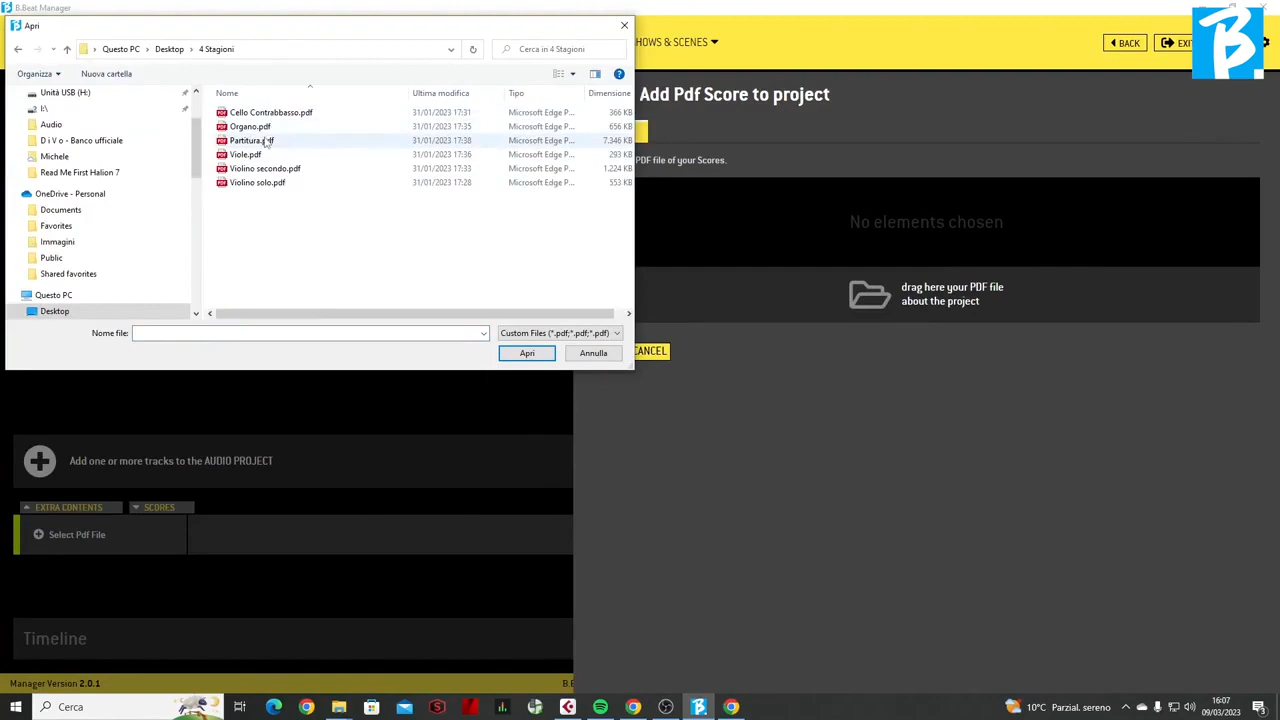 B.Beat Manager
Apri
Questo PC
Desktop
4 Stagioni
Cerca in 4 Stagioni
Organizza
Nuova cartella
Unità USB (H:)
I:\
Audio
D i V o - Banco ufficiale
Michele
Read Me First Halion 7
OneDrive - Personal
Documents
Favorites
Immagini
Public
Shared favorites
Questo PC
Desktop
Nome Ultima modifica Tipo Dimensione
Cello Contrabbasso.pdf 31/01/2023 17:31 Microsoft Edge P... 366 KB
Organo.pdf 31/01/2023 17:35 Microsoft Edge P... 656 KB
Partitura.pdf 31/01/2023 17:38 Microsoft Edge P... 7.346 KB
Viole.pdf 31/01/2023 17:36 Microsoft Edge P... 293 KB
Violino secondo.pdf 31/01/2023 17:33 Microsoft Edge P... 1.224 KB
Violino solo.pdf 31/01/2023 17:28 Microsoft Edge P... 553 KB
Nome file:
Custom Files (*.pdf;*.pdf;*.pdf)
Apri
Annulla
HOWS & SCENES
BACK
EXI
B.
Add Pdf Score to project
PDF file of your Scores.
No elements chosen
drag here your PDF file
about the project
CANCEL
Add one or more tracks to the AUDIO PROJECT
EXTRA CONTENTS
SCORES
Select Pdf File
Timeline
Manager Version 2.0.1
B.B
Cerca
10°C Parzial. sereno
16:07
09/03/2023